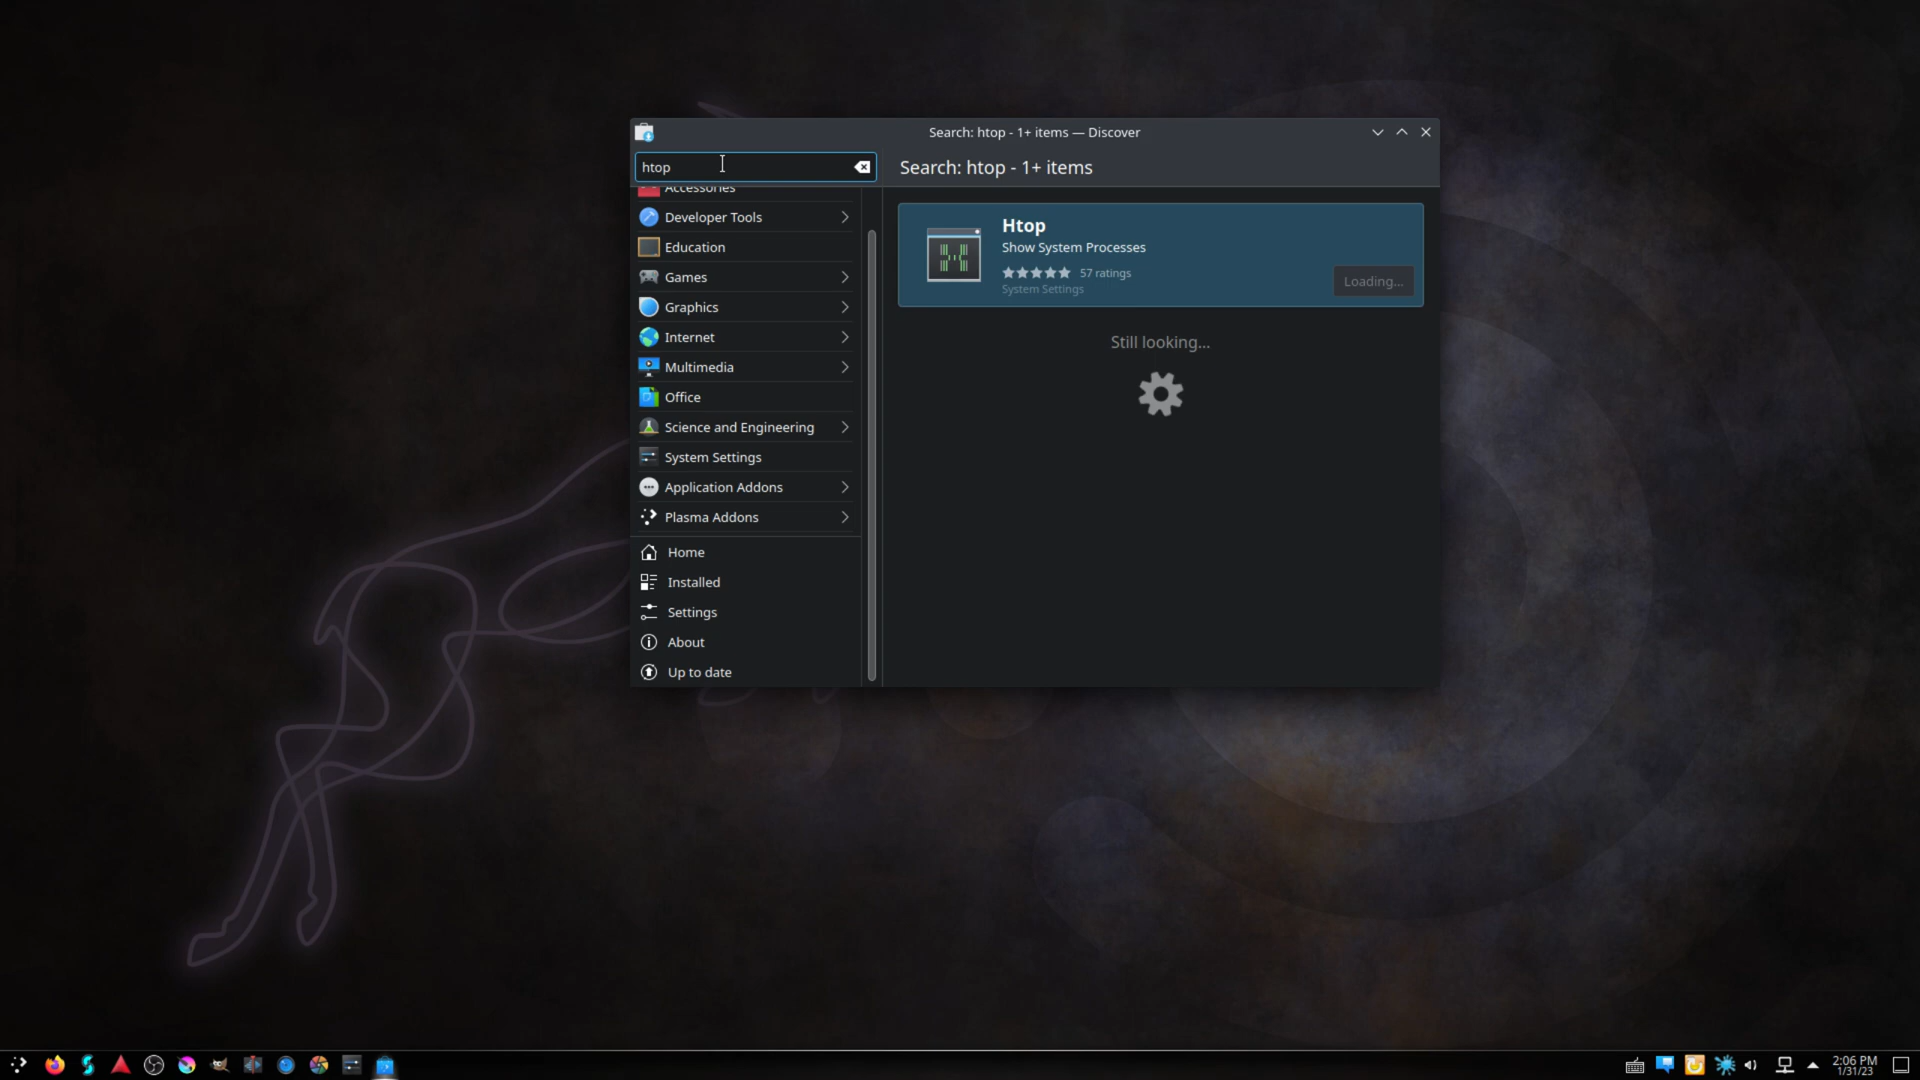 Search: htop - 1+ items — Discover
htop
Search: htop - 1+ items
Accessories
Developer Tools
Education
Games
Graphics
Internet
Multimedia
Office
Science and Engineering
System Settings
Application Addons
Plasma Addons
Home
Installed
Settings
About
Up to date
Htop
Show System Processes
57 ratings
System Settings
Loading...
Still looking...
2:06 PM
1/31/23